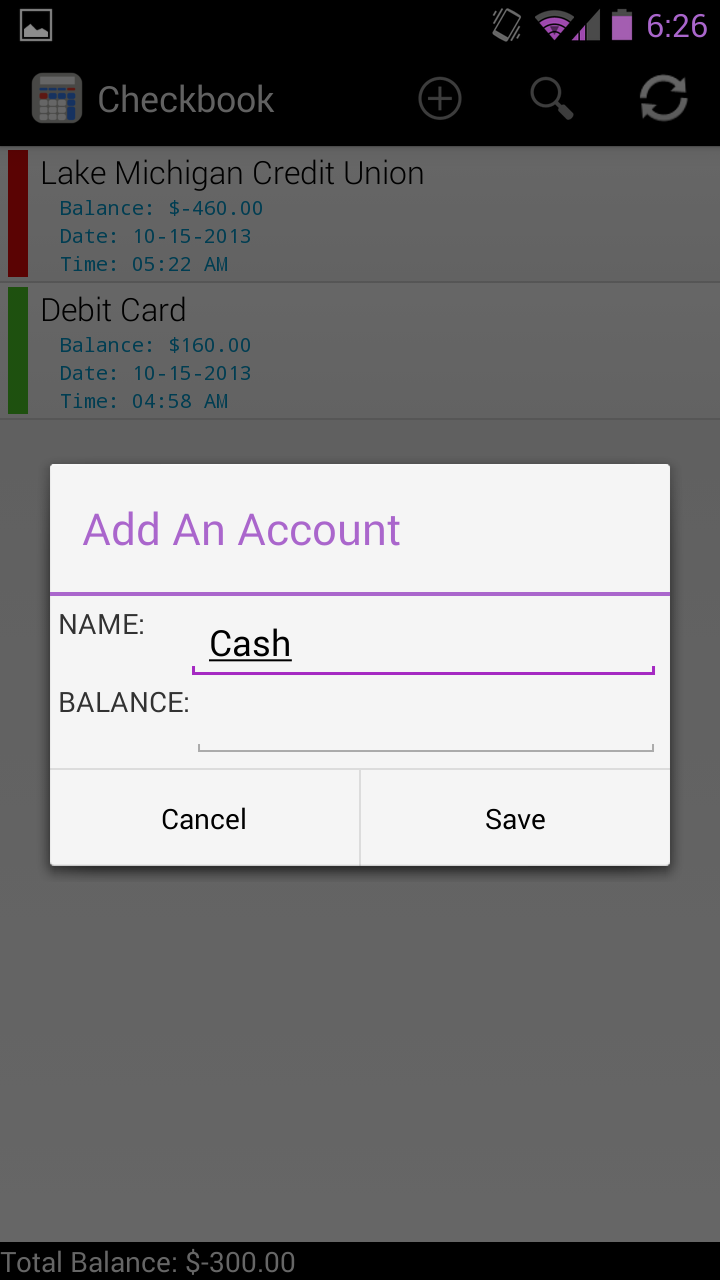 6:26
Checkbook
Lake Michigan Credit Union
Balance: $-460.00
Date: 10-15-2013
Time: 05:22 AM
Debit Card
Balance: $160.00
Date: 10-15-2013
Time: 04:58 AM
Add An Account
NAME: Cash
BALANCE:
Cancel Save
Total Balance: $-300.00